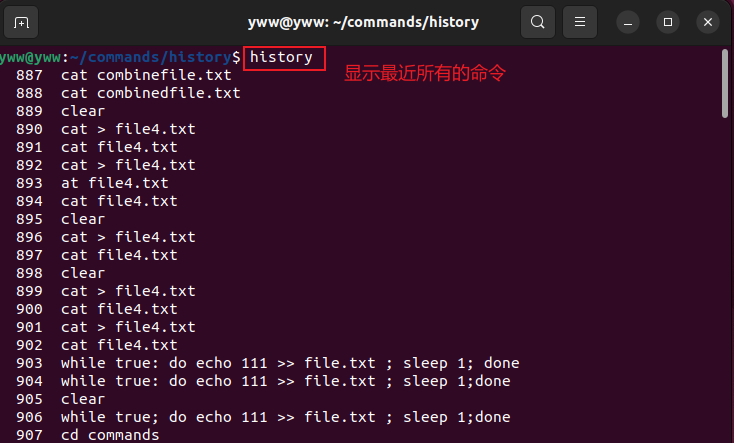 yww@yww: ~/commands/history
yww@yww:~/commands/history$ history
显示最近所有的命令
887 cat combinefile.txt
888 cat combinedfile.txt
889 clear
890 cat > file4.txt
891 cat file4.txt
892 cat > file4.txt
893 at file4.txt
894 cat file4.txt
895 clear
896 cat > file4.txt
897 cat file4.txt
898 clear
899 cat > file4.txt
900 cat file4.txt
901 cat > file4.txt
902 cat file4.txt
903 while true: do echo 111 >> file.txt ; sleep 1; done
904 while true: do echo 111 >> file.txt ; sleep 1;done
905 clear
906 while true; do echo 111 >> file.txt ; sleep 1;done
907 cd commands